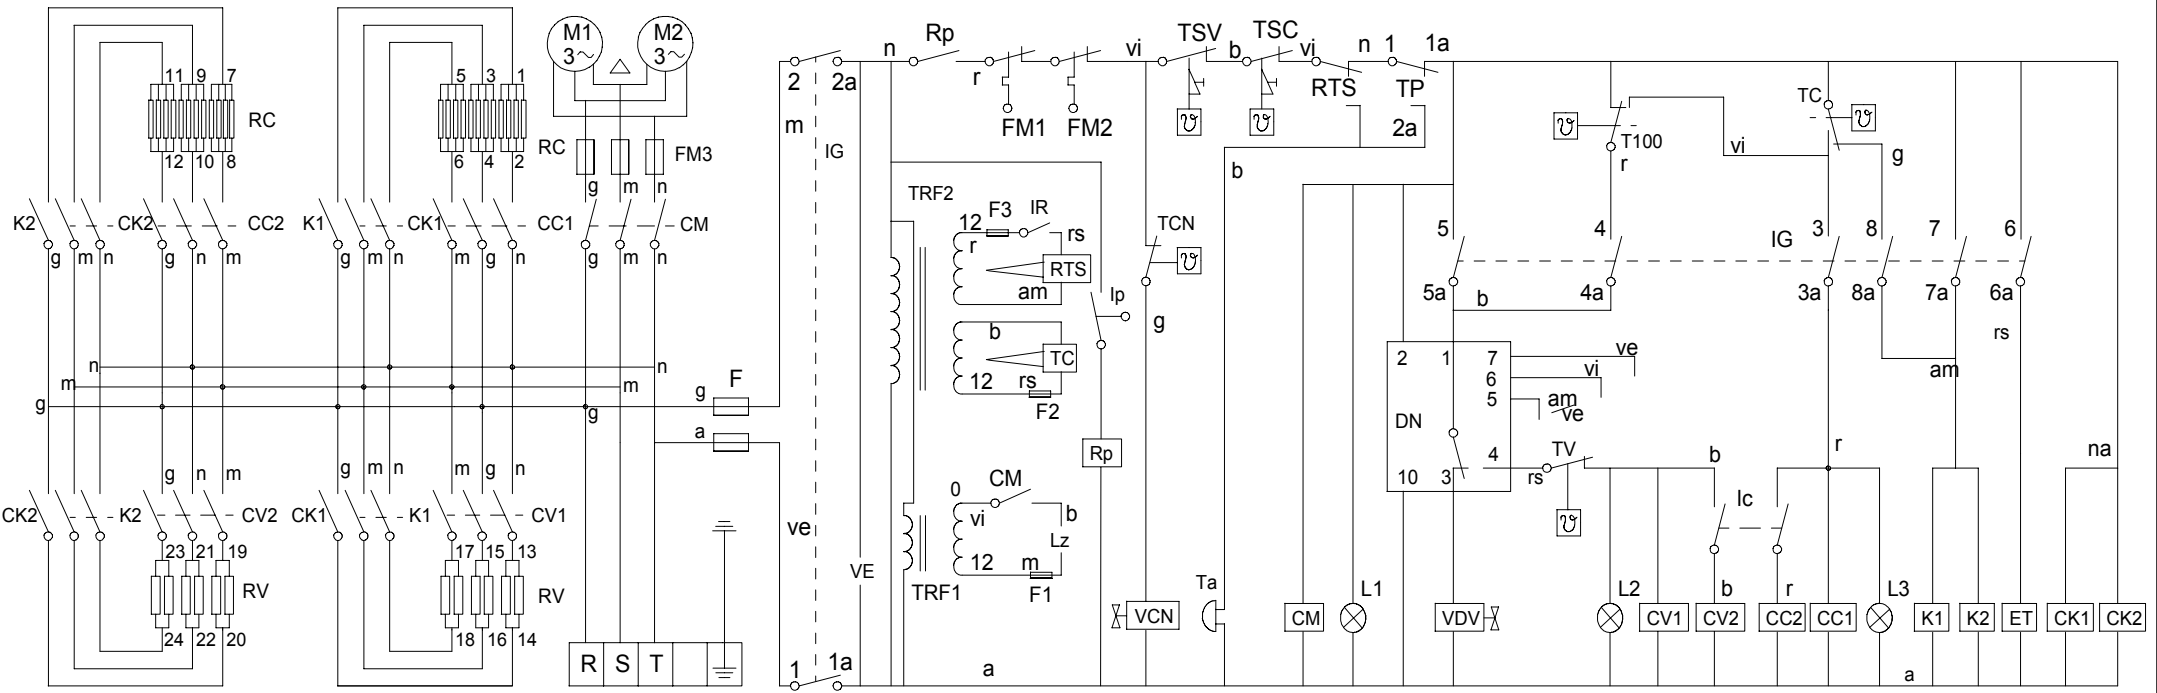 M1 M2
3 3
11 9 7 5 3 1
RC RC FM3
12 10 8 6 4 2
g m n
K2 CK2 CC2 K1 CK1 CC1 CM
g m n g n m g m n m g n g m n
n n
m m
g g
g n m g m n m g n
CK2 K2 CV2 CK1 K1 CV1
23 21 19 17 15 13
RV RV
24 22 20 18 16 14
R S T
g F
a
2 2a n Rp vi TSV b TSC vi n 1 1a
r RTS TP
m FM1 FM2 ϑ ϑ 2a
IG
b
TRF2
12 F3 IR rs
r RTS
am
TCN
ϑ
Ip
g
b
TC
12 rs
F2
Rp
0 CM
vi b
Lz
12 m
TRF1 F1
ve
VE
1 1a a
VCN
Ta
ϑ T100
r
vi
TC ϑ
g
5 4 IG 3 8 7 6
5a b 4a 3a 8a 7a 6a
rs
am
2 1 7 ve
6 vi
5 am
ve
DN
4
10 3
rs TV
ϑ
b r na
Ic
b r
CM L1 VDV L2 CV1 CV2 CC2 CC1 L3 K1 K2 ET CK1 CK2
a